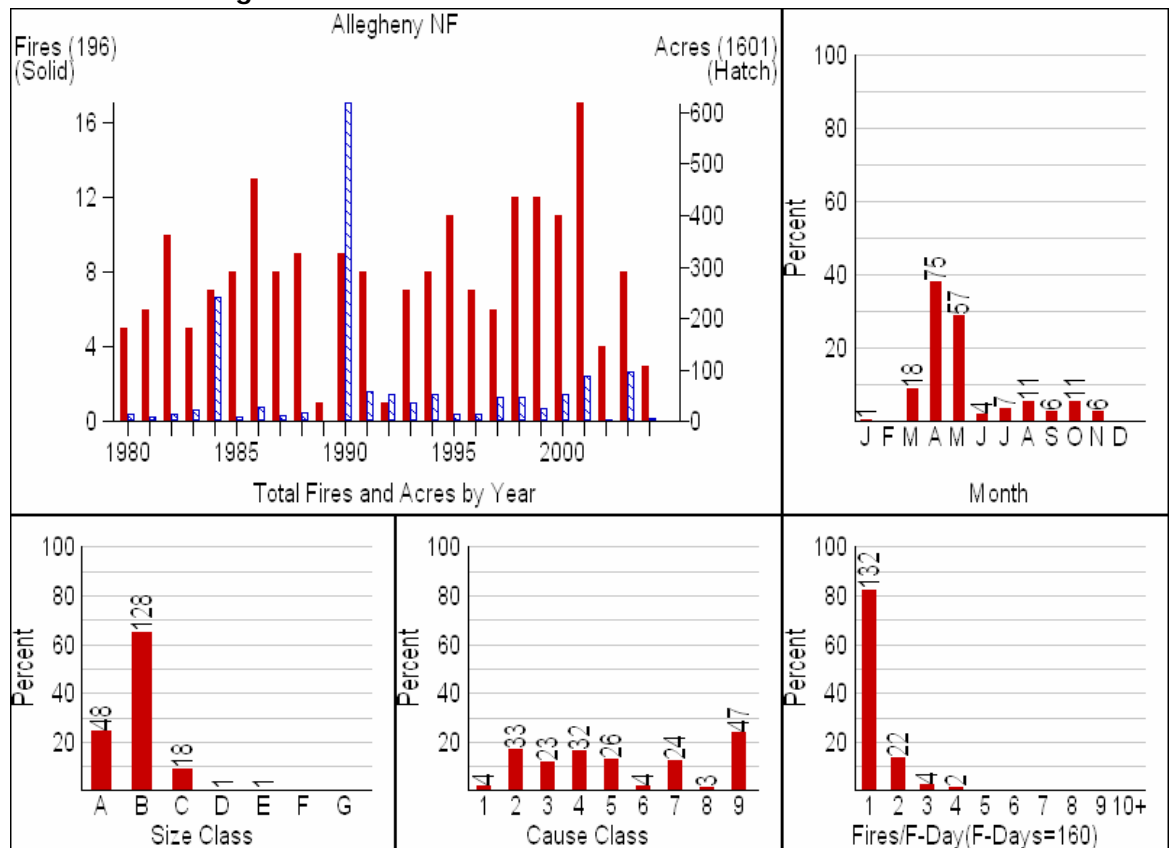 Allegheny NF
Fires (196)
(Solid)
Acres (1601)
(Hatch)
16
12
8
4
0
600
500
400
300
200
100
0
1980 1985 1990 1995 2000
Total Fires and Acres by Year
100
80
60
40
20
Percent
1 18 75 57 4 7 11 6 11 6
J F M A M J J A S O N D
Month
100
80
60
40
20
Percent
48 128 18 1 1
A B C D E F G
Size Class
100
80
60
40
20
Percent
4 33 23 32 26 4 24 3 47
1 2 3 4 5 6 7 8 9
Cause Class
100
80
60
40
20
Percent
132 22 4 2
1 2 3 4 5 6 7 8 9 10+
Fires/F-Day(F-Days=160)